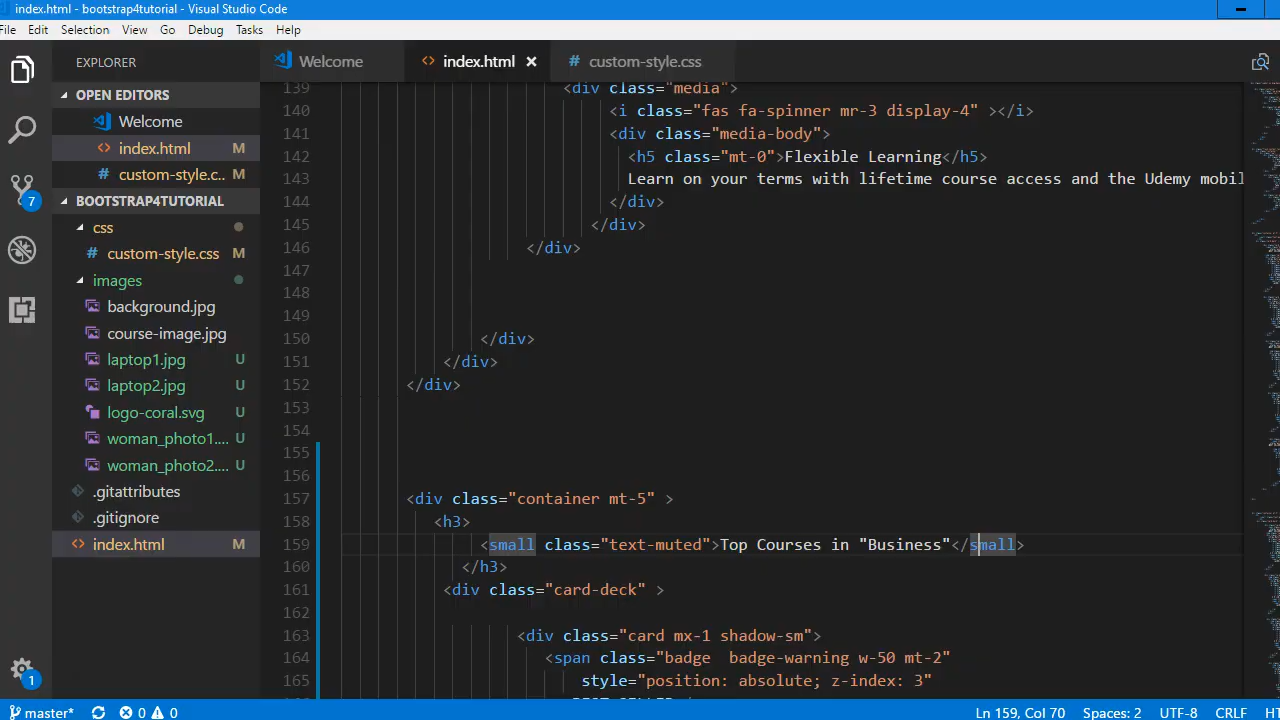 index.html - bootstrap4tutorial - Visual Studio Code
File Edit Selection View Go Debug Tasks Help
EXPLORER
Welcome
index.html
custom-style.css
OPEN EDITORS
Welcome
index.html M
custom-style.c... M
BOOTSTRAP4TUTORIAL
css
custom-style.css M
images
background.jpg
course-image.jpg
laptop1.jpg U
laptop2.jpg U
logo-coral.svg U
woman_photo1.... U
woman_photo2.... U
.gitattributes
.gitignore
index.html M
7
1
139 <div class="media">
140 <i class="fas fa-spinner mr-3 display-4" ></i>
141 <div class="media-body">
142 <h5 class="mt-0">Flexible Learning</h5>
143 Learn on your terms with lifetime course access and the Udemy mobil
144 </div>
145 </div>
146 </div>
147
148
149
150 </div>
151 </div>
152 </div>
153
154
155
156
157 <div class="container mt-5" >
158 <h3>
159 <small class="text-muted">Top Courses in "Business"</small>
160 </h3>
161 <div class="card-deck" >
162
163 <div class="card mx-1 shadow-sm">
164 <span class="badge  badge-warning w-50 mt-2"
165 style="position: absolute; z-index: 3"
master* 0 0 Ln 159, Col 70 Spaces: 2 UTF-8 CRLF HT